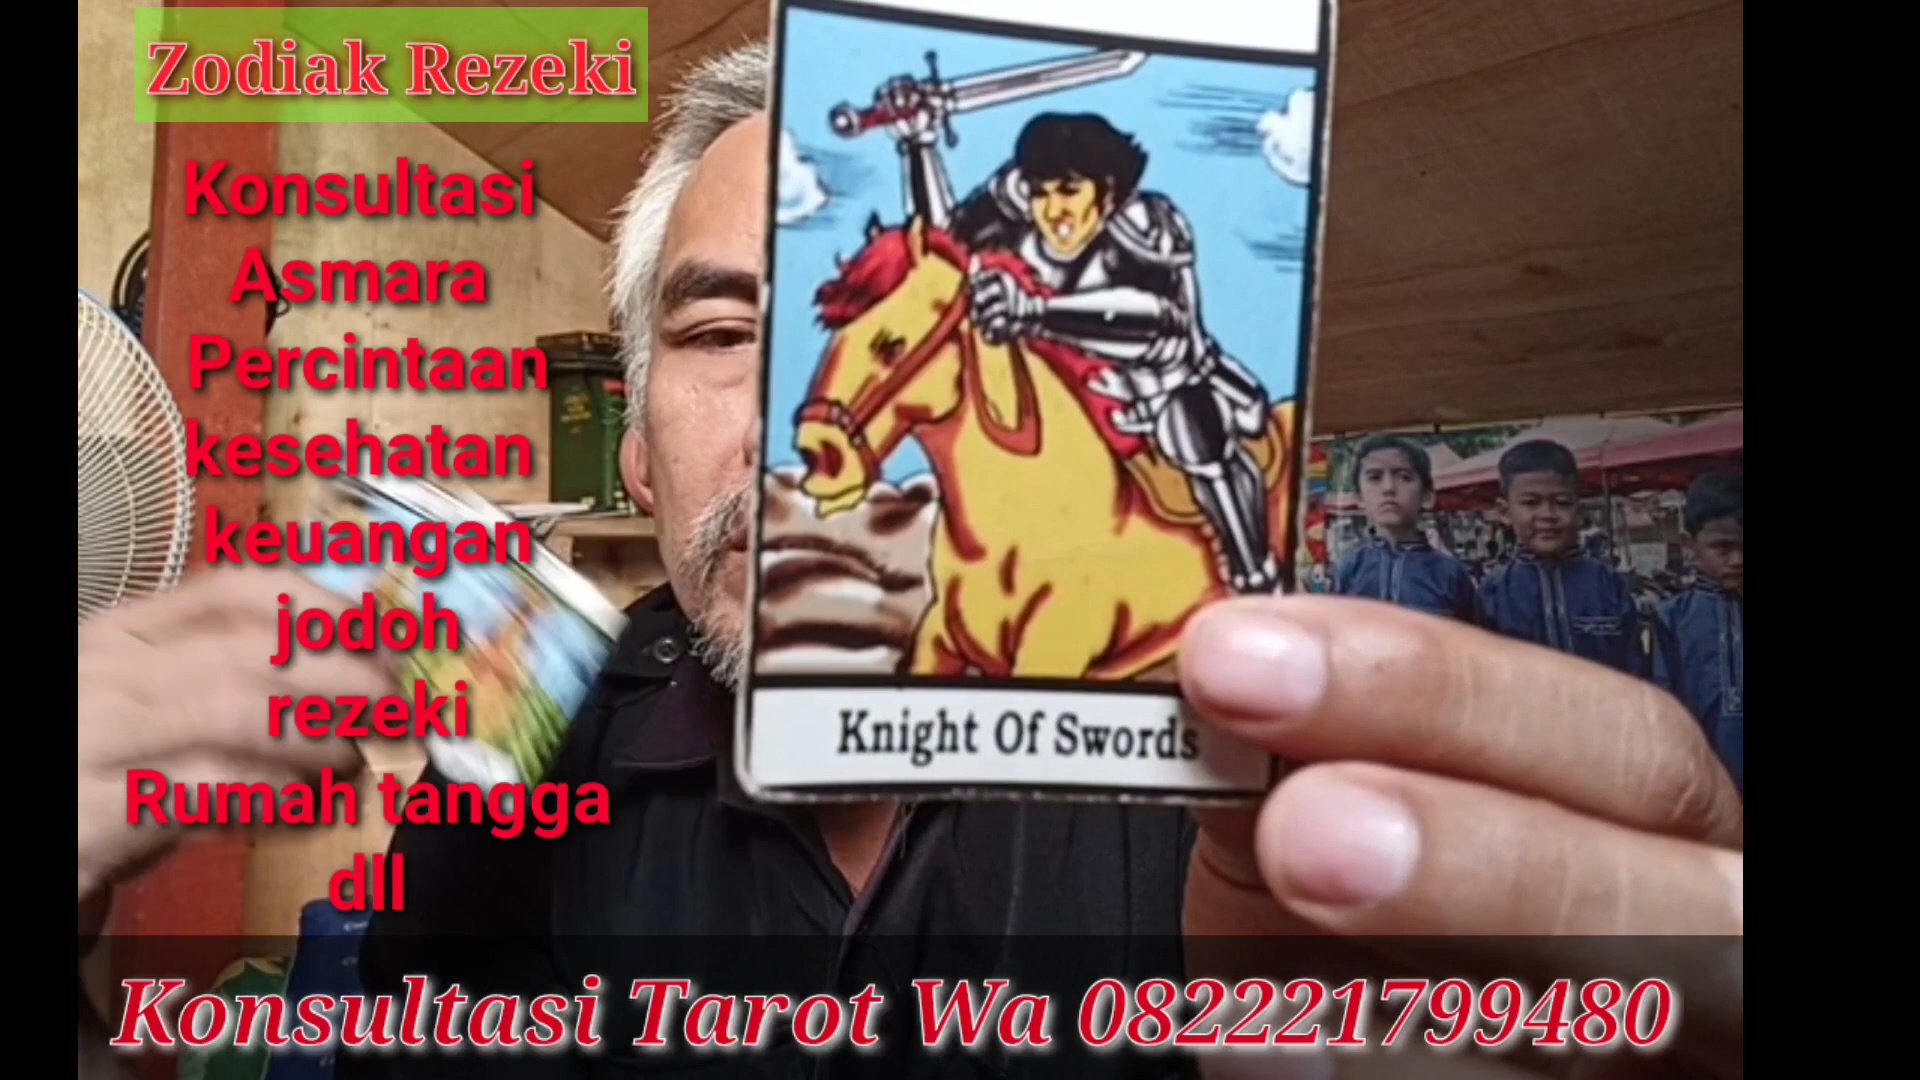 Zodiak Rezeki
Konsultasi
Asmara
Percintaan
kesehatan
keuangan
jodoh
rezeki
Rumah tangga
dll
Knight Of Swords
Konsultasi Tarot Wa 082221799480